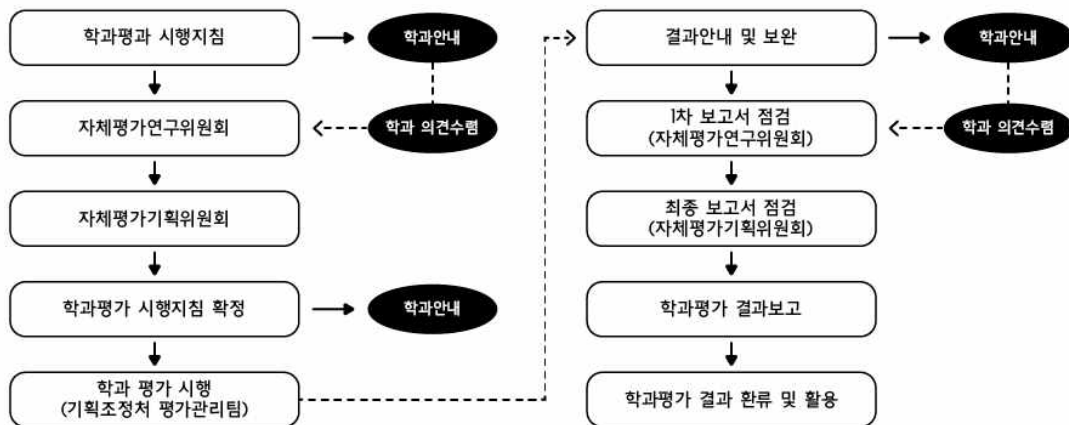 학과평과 시행지침
학과안내
자체평가연구위원회
학과 의견수렴
자체평가기획위원회
학과평가 시행지침 확정
학과안내
학과 평가 시행
(기획조정처 평가관리팀)
결과안내 및 보완
학과안내
1차 보고서 점검
(자체평가연구위원회)
학과 의견수렴
최종 보고서 점검
(자체평가기획위원회)
학과평가 결과보고
학과평가 결과 환류 및 활용